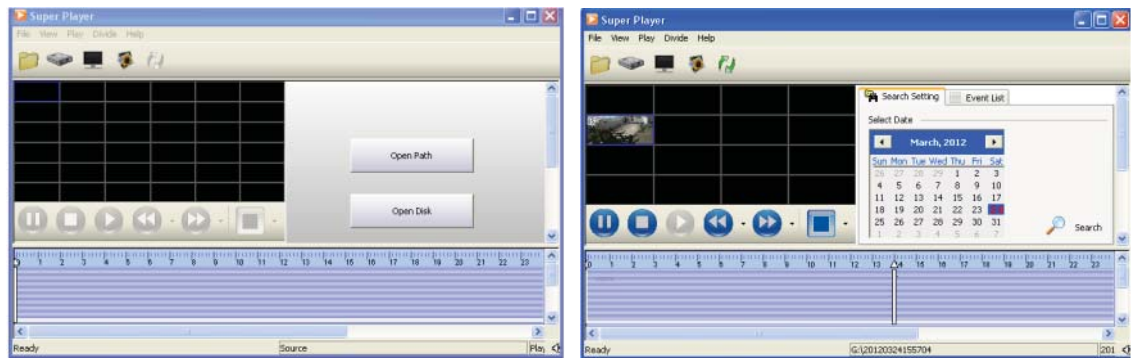 Super Player
File View Play Divide Help
Open Path
Open Disk
0 1 2 3 4 5 6 7 8 9 10 11 12 13 14 15 16 17 18 19 20 21 22 23
Ready Source Play
Super Player
File View Play Divide Help
Search Setting Event List
Select Date
March, 2012
Sun Mon Tue Wed Thu Fri Sat
26 27 28 29 1 2 3
4 5 6 7 8 9 10
11 12 13 14 15 16 17
18 19 20 21 22 23
25 26 27 28 29 30 31
1 2 3 4 5 6 7
Search
0 1 2 3 4 5 6 7 8 9 10 11 12 13 14 15 16 17 18 19 20 21 22 23
Ready G:\20120324155704 201